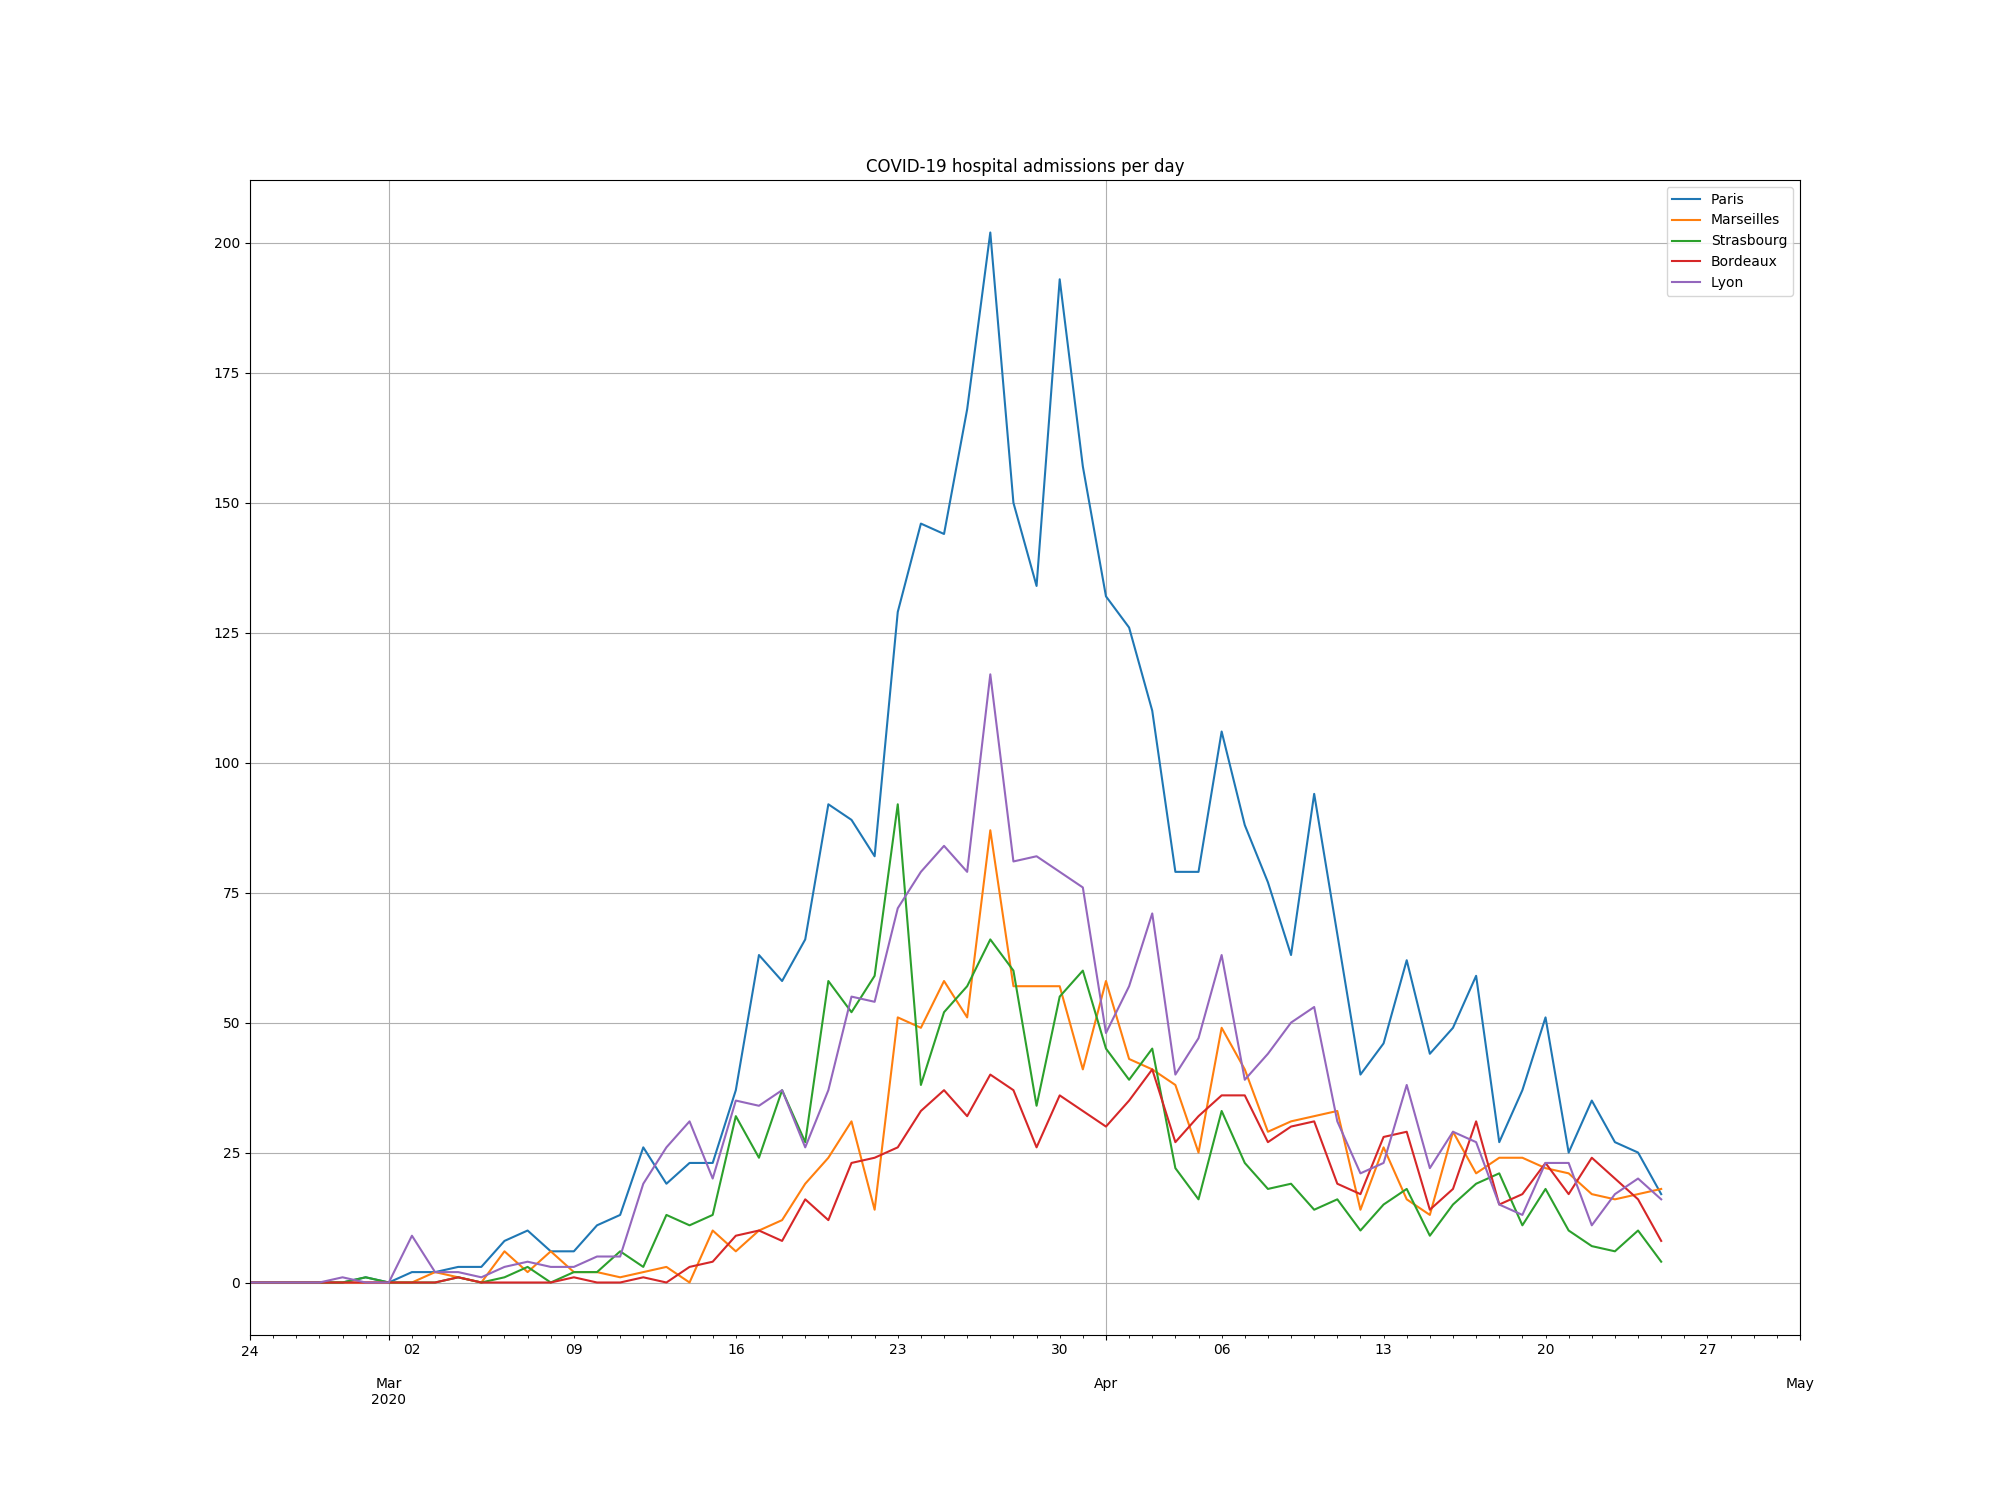 COVID-19 hospital admissions per day
Paris
Marseilles
Strasbourg
Bordeaux
Lyon
200
175
150
125
100
75
50
25
0
24 02 09 16 23 30 06 13 20 27
Mar Apr May
2020